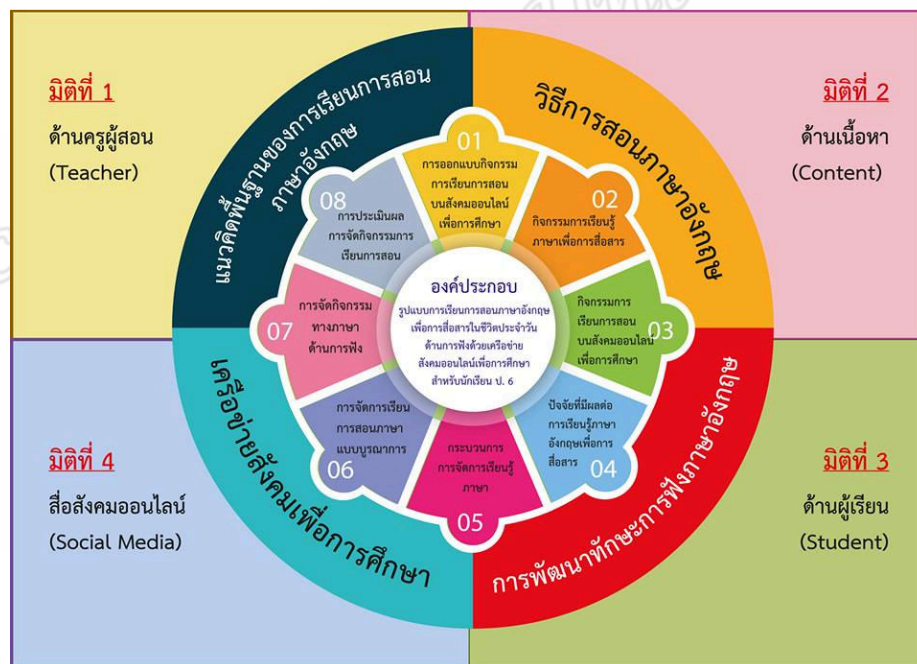 มิติที่ 1
ด้านครูผู้สอน
(Teacher)
มิติที่ 2
ด้านเนื้อหา
(Content)
แนวคิดพื้นฐานของการเรียนการสอน
ภาษาอังกฤษ
วิธีการสอนภาษาอังกฤษ
01
การออกแบบกิจกรรม
การเรียนการสอน
บนสังคมออนไลน์
เพื่อการศึกษา
02
กิจกรรมการเรียนรู้
ภาษาเพื่อการสื่อสาร
03
กิจกรรมการ
เรียนการสอน
บนสังคมออนไลน์
เพื่อการศึกษา
04
ปัจจัยที่มีผลต่อ
การเรียนรู้ภาษา
อังกฤษเพื่อการ
สื่อสาร
05
กระบวนการ
การจัดการเรียนรู้
ภาษา
06
การจัดการเรียน
การสอนภาษา
แบบบูรณาการ
07
การจัดกิจกรรม
ทางภาษา
ด้านการฟัง
08
การประเมินผล
การจัดกิจกรรมการ
เรียนการสอน
องค์ประกอบ
รูปแบบการเรียนการสอนภาษาอังกฤษ
เพื่อการสื่อสารในชีวิตประจำวัน
ด้านการฟังด้วยเครือข่าย
สังคมออนไลน์เพื่อการศึกษา
สำหรับนักเรียน ป. 6
เครือข่ายสังคมเพื่อการศึกษา
การพัฒนาทักษะการฟังภาษาอังกฤษ
มิติที่ 4
สื่อสังคมออนไลน์
(Social Media)
มิติที่ 3
ด้านผู้เรียน
(Student)